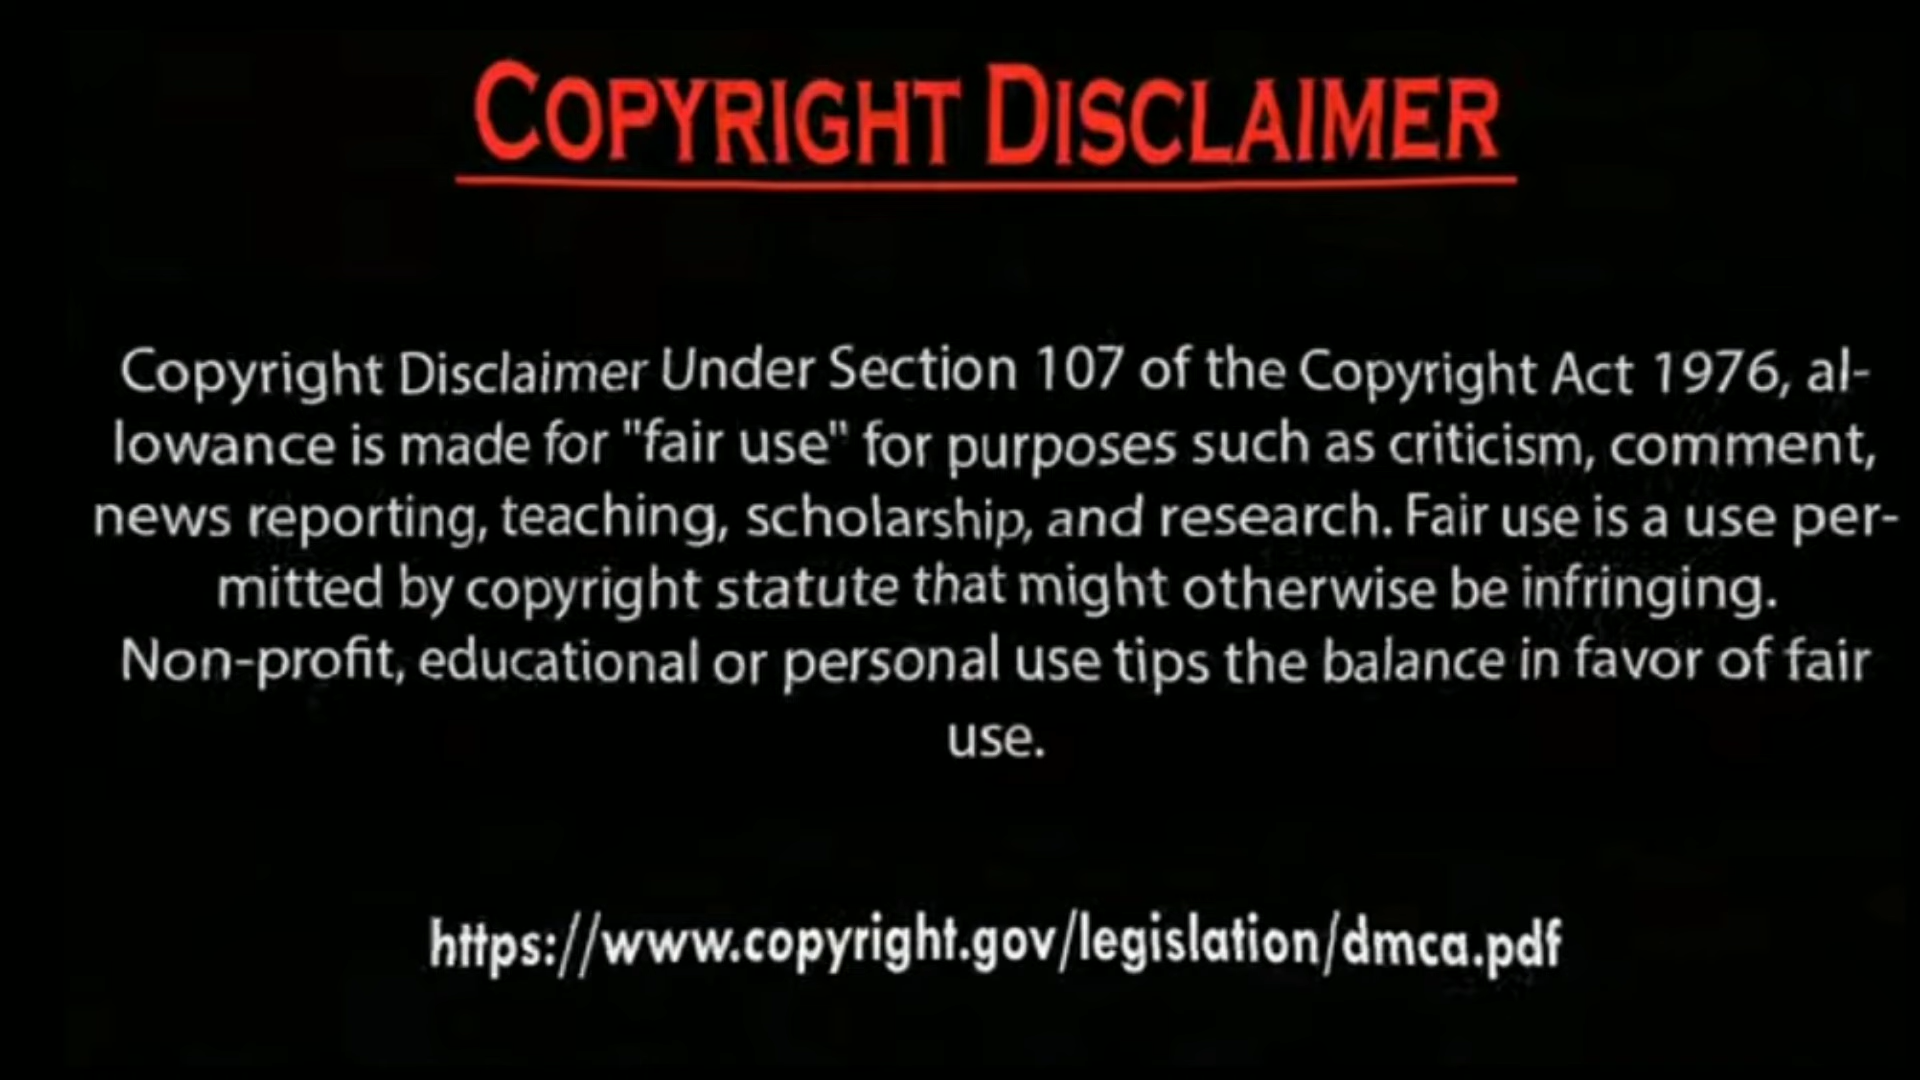 COPYRIGHT DISCLAIMER
Copyright Disclaimer Under Section 107 of the Copyright Act 1976, al-
lowance is made for "fair use" for purposes such as criticism, comment,
news reporting, teaching, scholarship, and research. Fair use is a use per-
mitted by copyright statute that might otherwise be infringing.
Non-profit, educational or personal use tips the balance in favor of fair
use.
https://www.copyright.gov/legislation/dmca.pdf